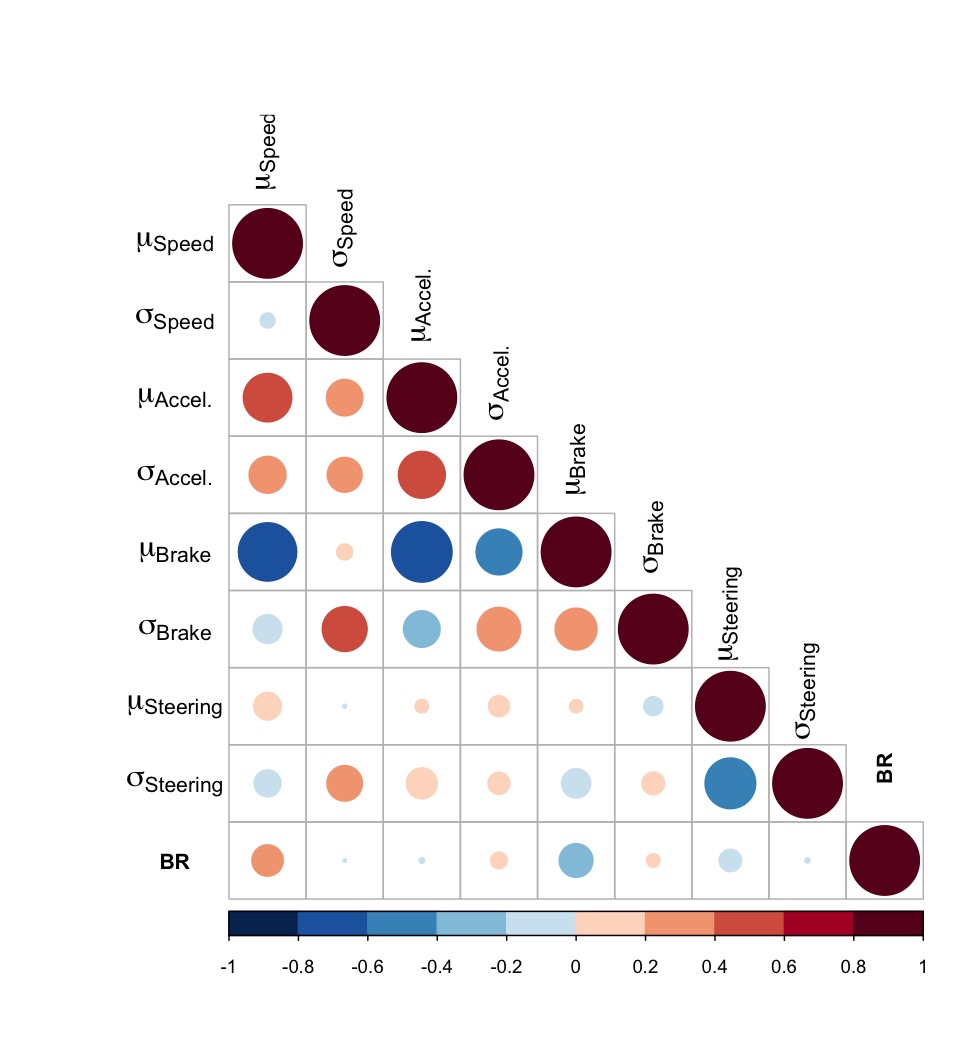 μSpeed
σSpeed
μAccel.
σAccel.
μBrake
σBrake
μSteering
σSteering
BR
μSpeed
σSpeed
μAccel.
σAccel.
μBrake
σBrake
μSteering
σSteering
BR
-1 -0.8 -0.6 -0.4 -0.2 0 0.2 0.4 0.6 0.8 1